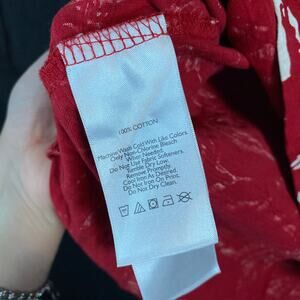 100% COTTON
Machine Wash Cold With Like Colors.
Only Non-Chlorine Bleach
When Needed.
Do Not Use Fabric Softeners.
Tumble Dry Low.
Remove Promptly.
Cool Iron As Desired.
Do Not Iron On Print.
Do Not Dry Clean.